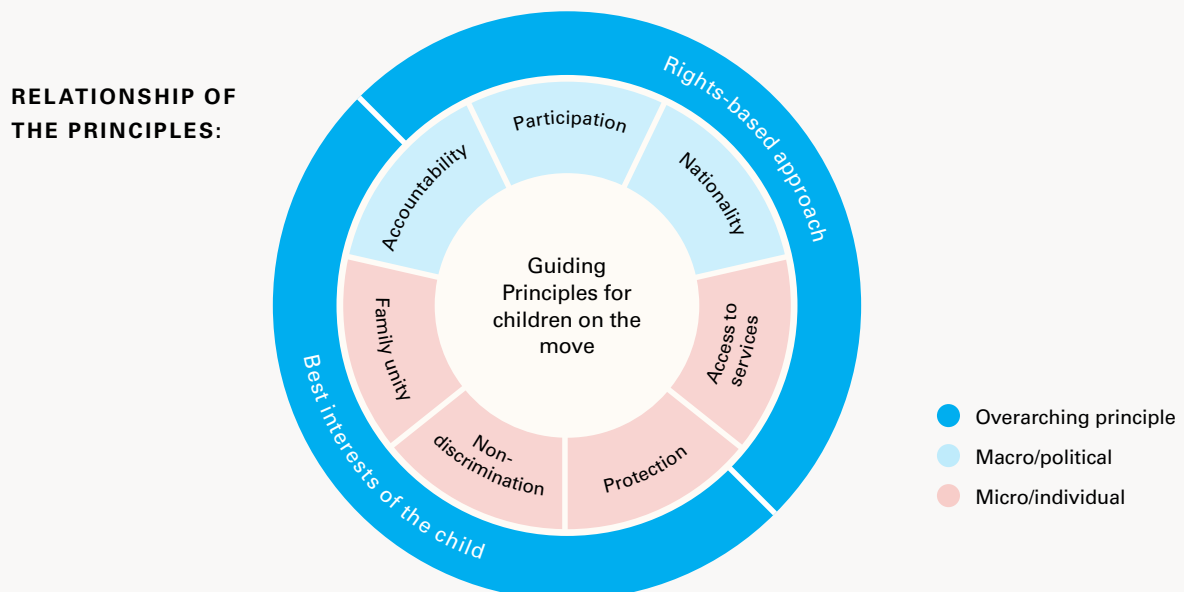 RELATIONSHIP OF
THE PRINCIPLES:
Rights-based approach
Best interests of the child
Participation
Nationality
Access to
services
Protection
Non-
discrimination
Family unity
Accountability
Guiding
Principles for
children on the
move
Overarching principle
Macro/political
Micro/individual